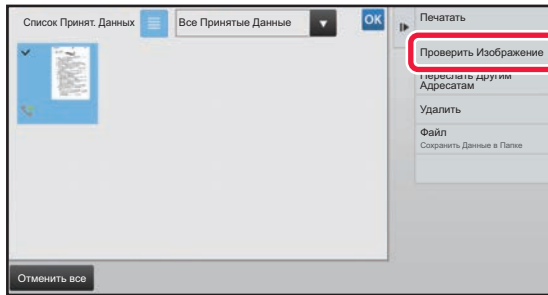 Список Принят. Данных
Все Принятые Данные
OK
Печатать
Проверить Изображение
Переслать Другим
Адресатам
Удалить
Файл
Сохранить Данные в Папке
Отменить все